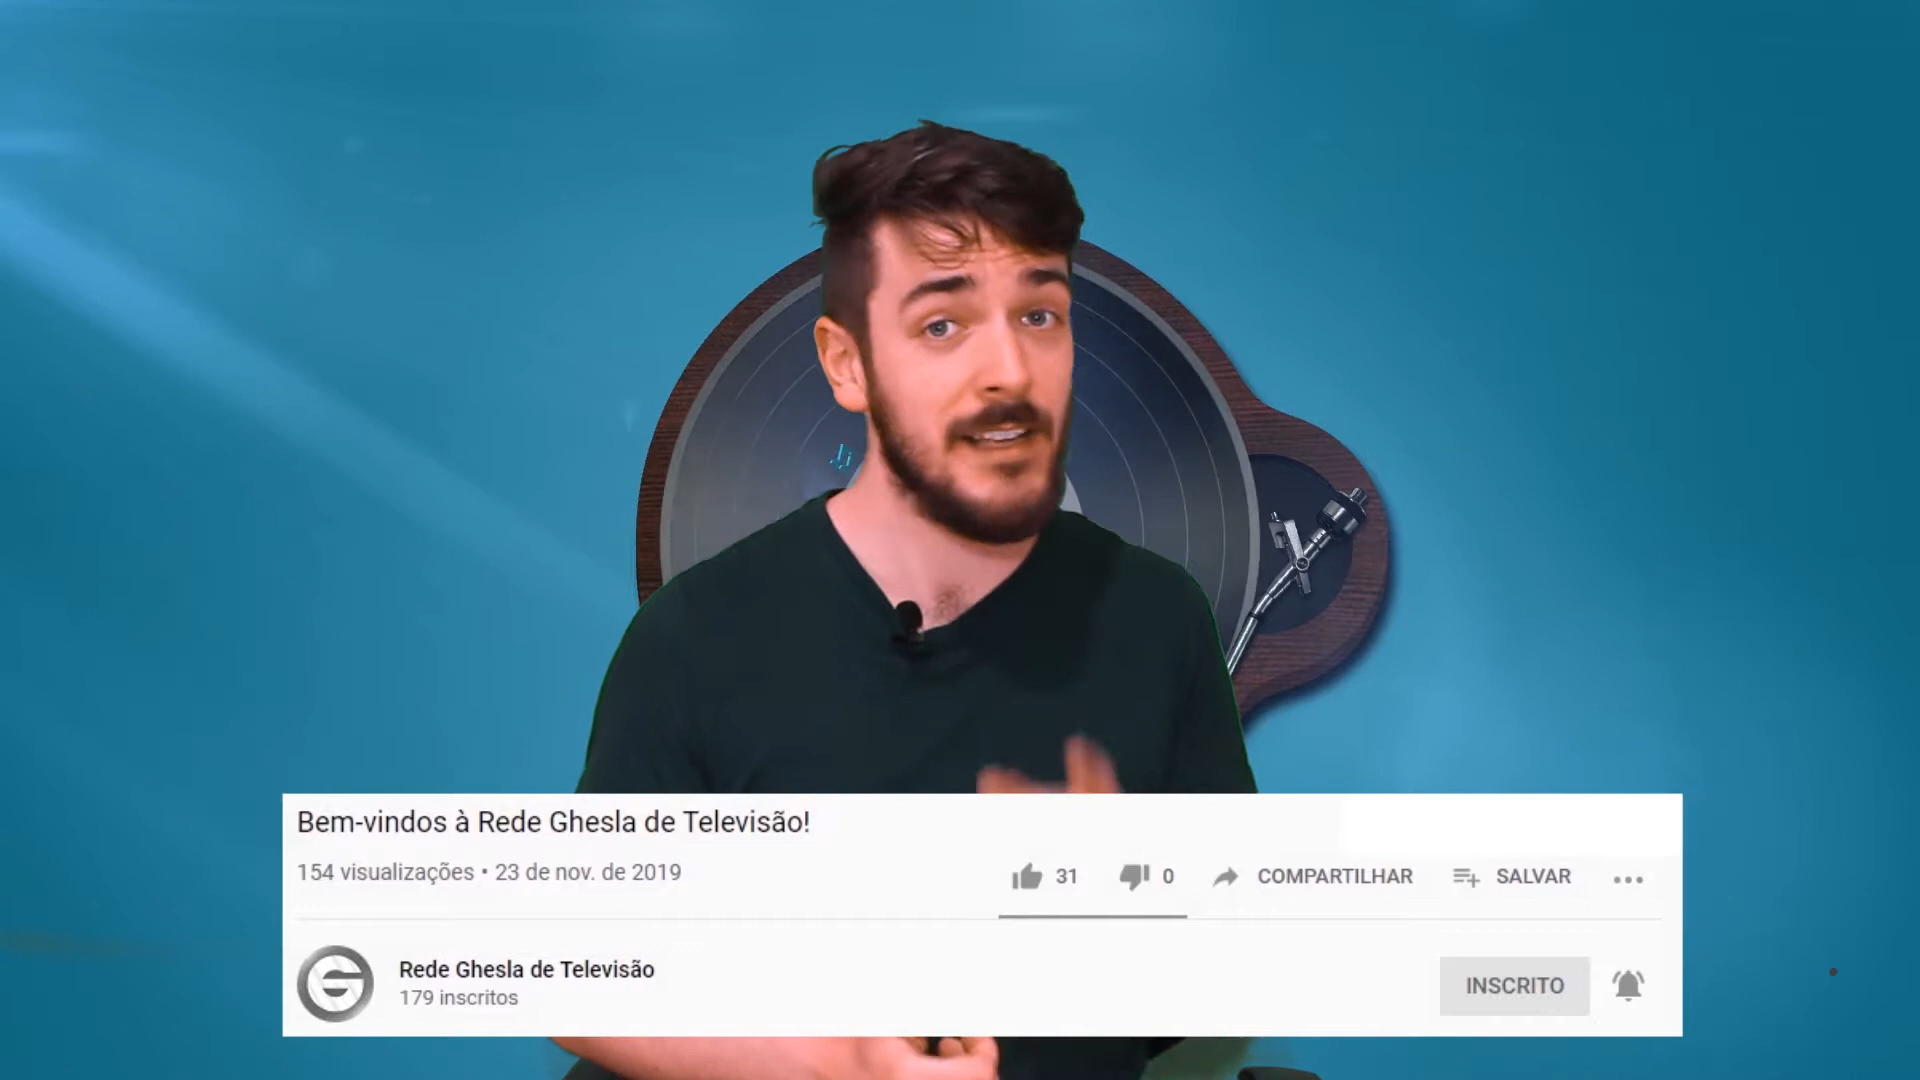 Bem-vindos à Rede Ghesla de Televisão!
154 visualizações • 23 de nov. de 2019
31 0 COMPARTILHAR SALVAR
Rede Ghesla de Televisão
179 inscritos
INSCRITO